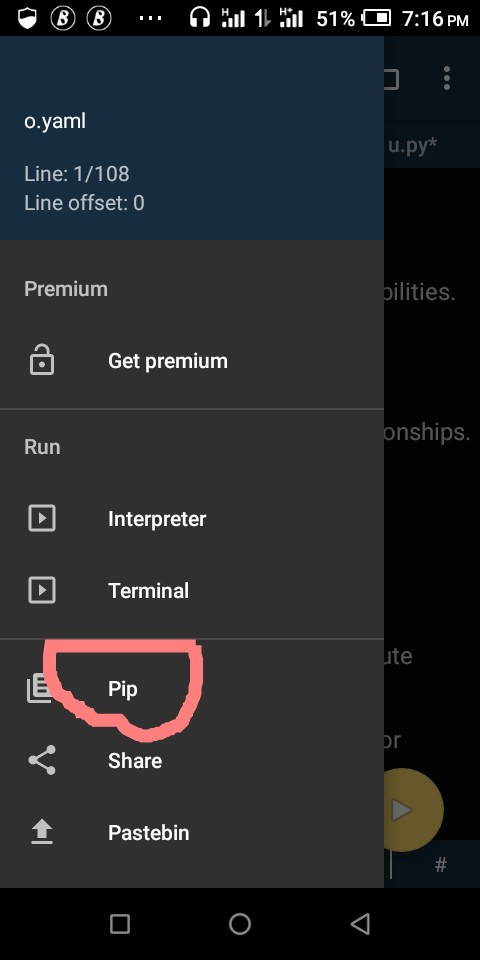 H H+ 51% 7:16 PM
o.yaml
u.py*
Line: 1/108
Line offset: 0
Premium
bilities.
Get premium
onships.
Run
Interpreter
Terminal
ute
Pip
or
Share
Pastebin
#